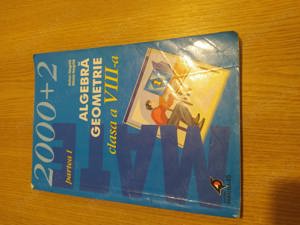 2000+2
ALGEBRĂ
GEOMETRIE
clasa a VIII-a
partea I
MATE